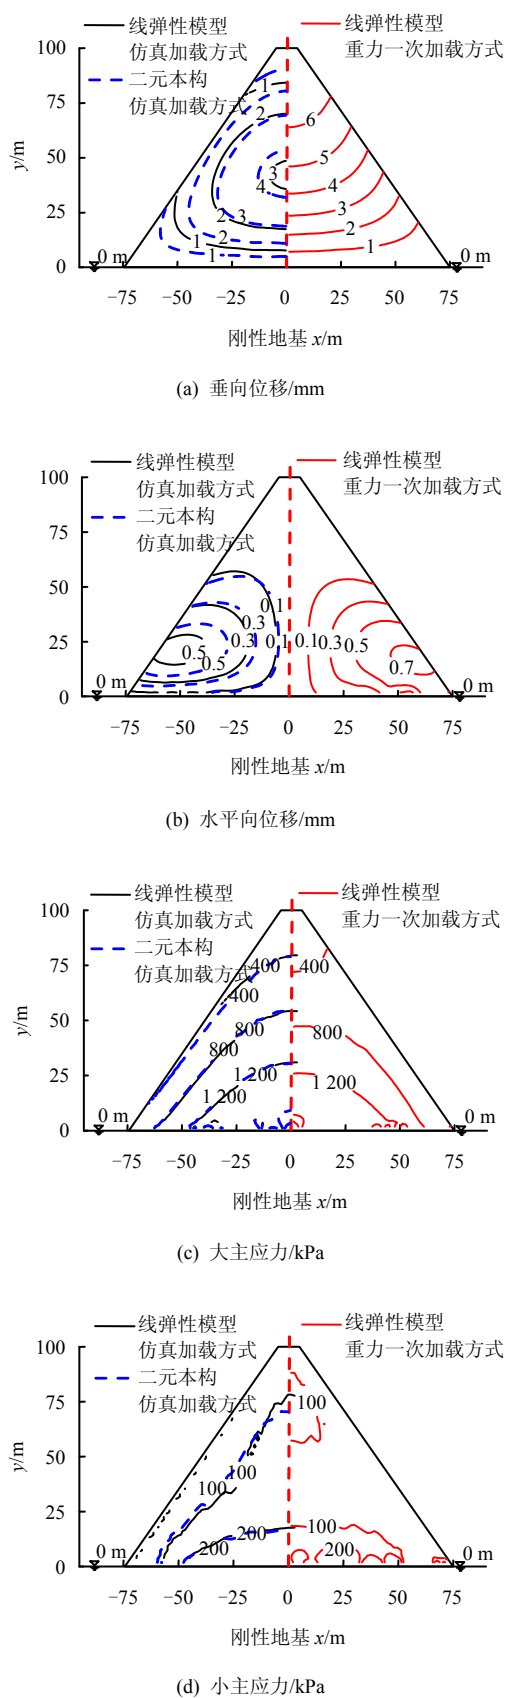 线弹性模型 线弹性模型
仿真加载方式 重力一次加载方式
二元本构
仿真加载方式
100
75
50
25
0
y/m
1
2
3
4
2 3
2
1
1
6
5
4
3
2
1
0 m 0 m
−75 −50 −25 0 25 50 75
刚性地基 x/m
(a) 垂向位移/mm
线弹性模型 线弹性模型
仿真加载方式 重力一次加载方式
二元本构
仿真加载方式
100
75
50
25
0
y/m
0.1
0.3
0.3 0.1 0.1 0.3 0.5
0.5
0.5
0.7
0 m 0 m
−75 −50 −25 0 25 50 75
刚性地基 x/m
(b) 水平向位移/mm
线弹性模型 线弹性模型
仿真加载方式 重力一次加载方式
二元本构
仿真加载方式
100
75
50
25
0
y/m
400 400
400
800 800
800
1 200 1 200
1 200
0 m 0 m
−75 −50 −25 0 25 50 75
刚性地基 x/m
(c) 大主应力/kPa
线弹性模型 线弹性模型
仿真加载方式 重力一次加载方式
二元本构
仿真加载方式
100
75
50
25
0
y/m
100
100
100
200 100
200 200
0 m 0 m
−75 −50 −25 0 25 50 75
刚性地基 x/m
(d) 小主应力/kPa